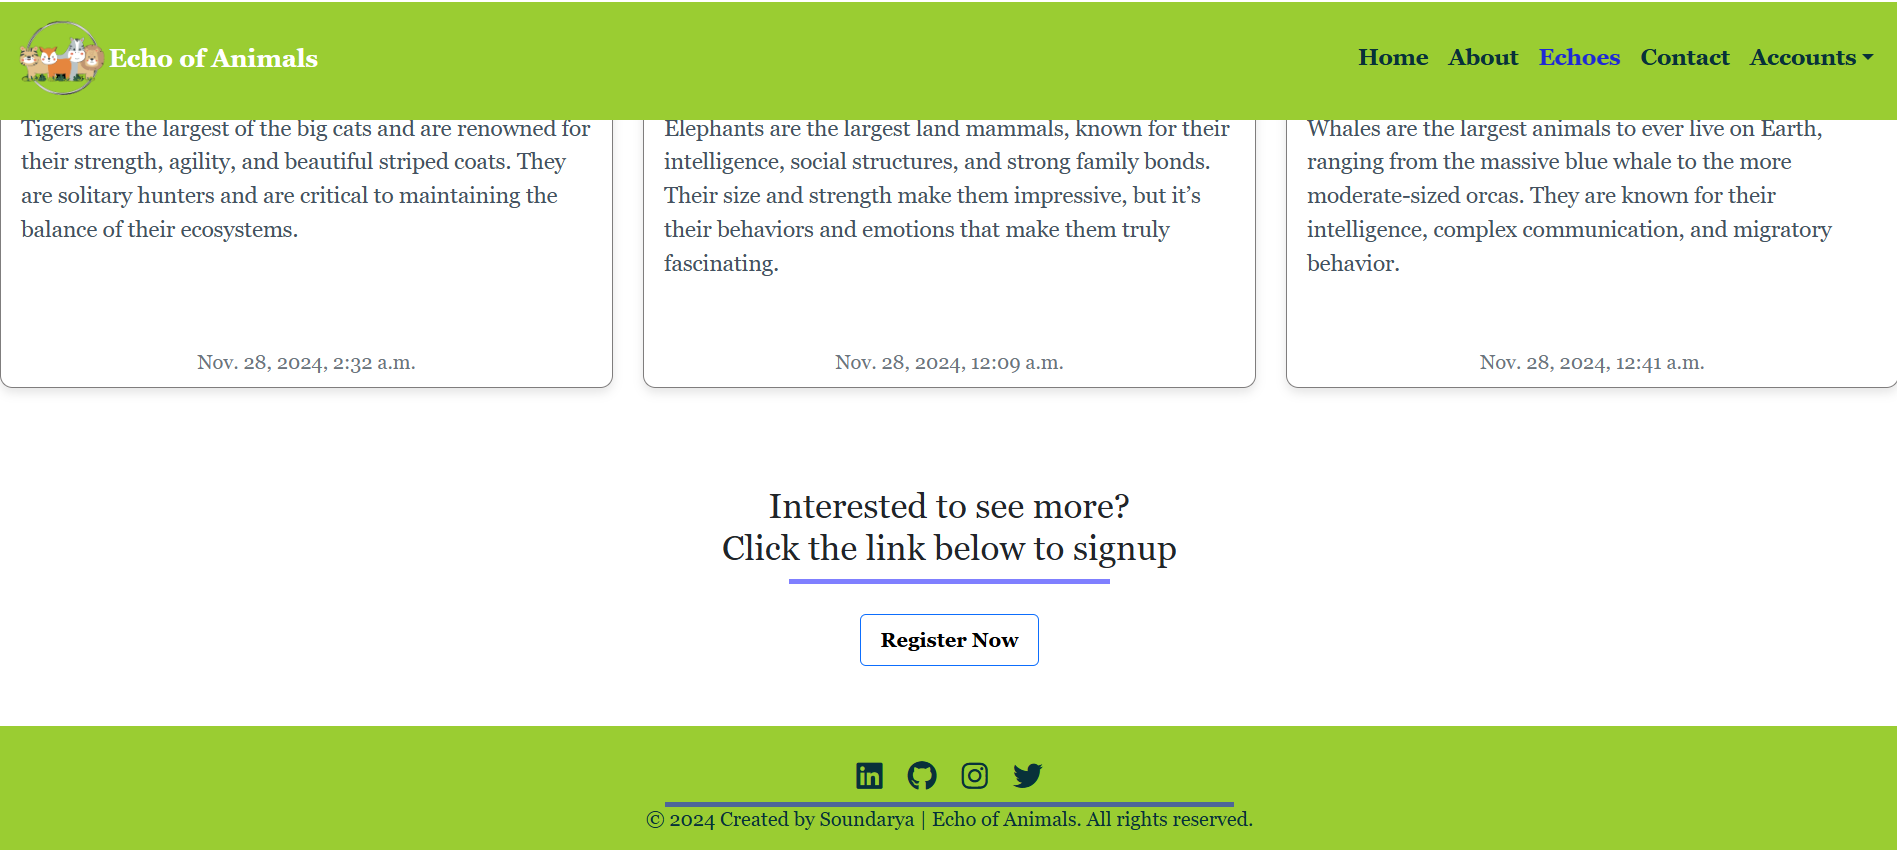 Echo of Animals
Home About Echoes Contact Accounts
Tigers are the largest of the big cats and are renowned for
their strength, agility, and beautiful striped coats. They
are solitary hunters and are critical to maintaining the
balance of their ecosystems.
Nov. 28, 2024, 2:32 a.m.
Elephants are the largest land mammals, known for their
intelligence, social structures, and strong family bonds.
Their size and strength make them impressive, but it’s
their behaviors and emotions that make them truly
fascinating.
Nov. 28, 2024, 12:09 a.m.
Whales are the largest animals to ever live on Earth,
ranging from the massive blue whale to the more
moderate-sized orcas. They are known for their
intelligence, complex communication, and migratory
behavior.
Nov. 28, 2024, 12:41 a.m.
Interested to see more?
Click the link below to signup
Register Now
© 2024 Created by Soundarya | Echo of Animals. All rights reserved.